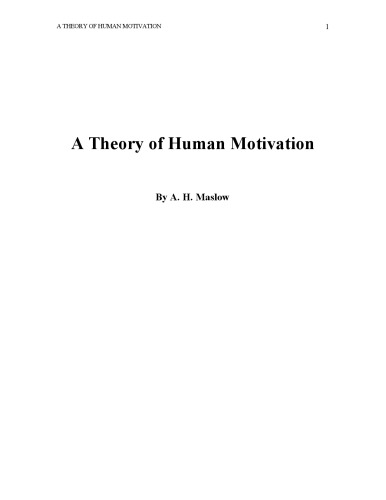 A THEORY OF HUMAN MOTIVATION 1
A Theory of Human Motivation
By A. H. Maslow